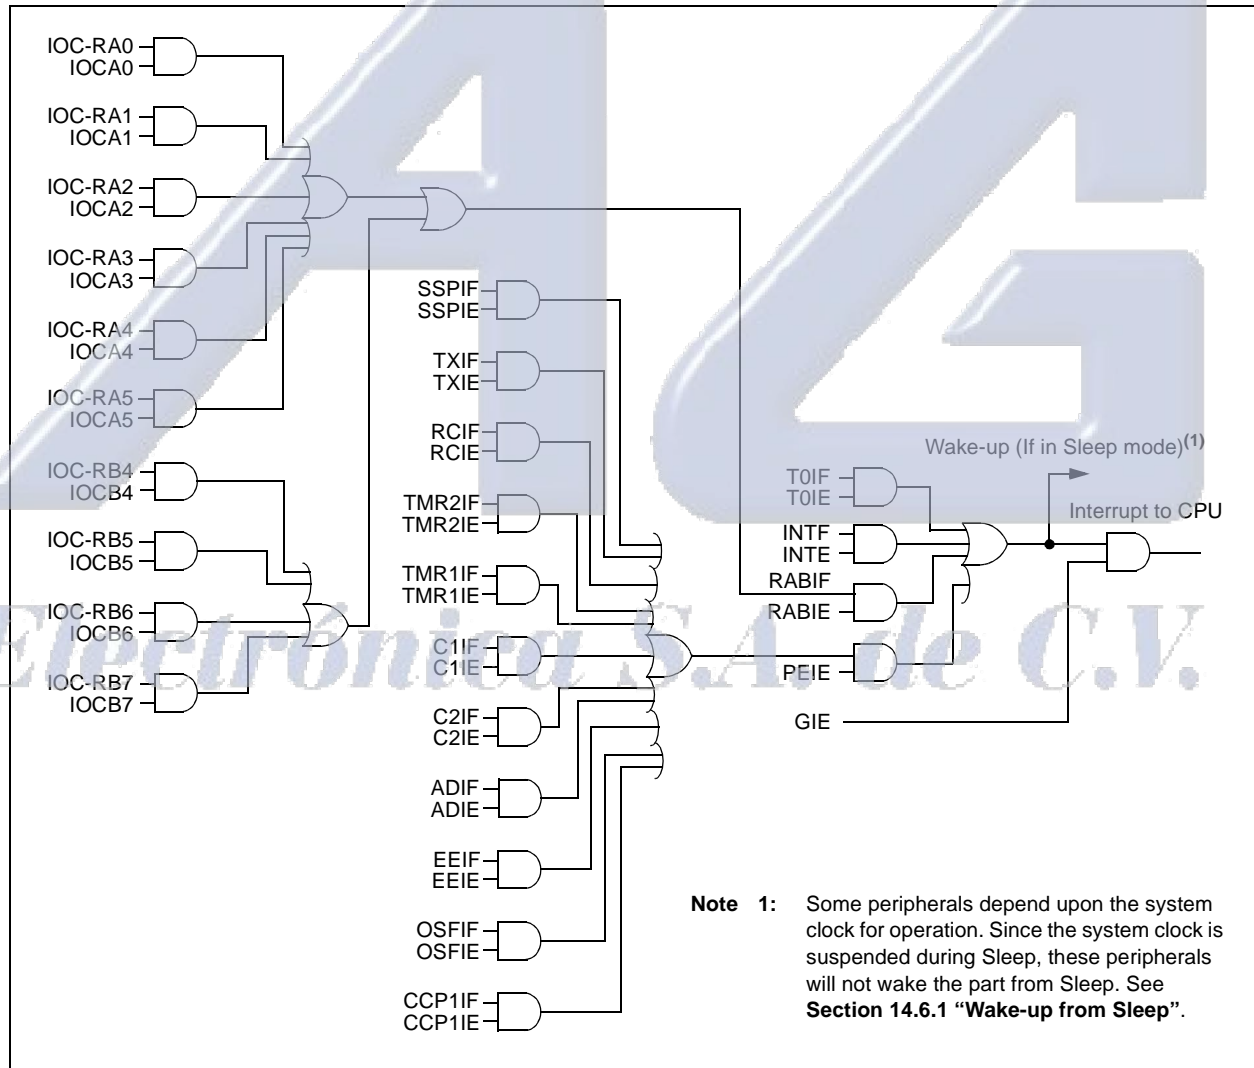 IOC-RA0
IOCA0
IOC-RA1
IOCA1
IOC-RA2
IOCA2
IOC-RA3
IOCA3
IOC-RA4
IOCA4
IOC-RA5
IOCA5
IOC-RB4
IOCB4
IOC-RB5
IOCB5
IOC-RB6
IOCB6
IOC-RB7
IOCB7
SSPIF
SSPIE
TXIF
TXIE
RCIF
RCIE
TMR2IF
TMR2IE
TMR1IF
TMR1IE
C1IF
C1IE
C2IF
C2IE
ADIF
ADIE
EEIF
EEIE
OSFIF
OSFIE
CCP1IF
CCP1IE
Wake-up (If in Sleep mode)(1)
T0IF
T0IE
Interrupt to CPU
INTF
INTE
RABIF
RABIE
PEIE
GIE
AG
Electrónica S.A. de C.V.
Note 1: Some peripherals depend upon the system
clock for operation. Since the system clock is
suspended during Sleep, these peripherals
will not wake the part from Sleep. See
Section 14.6.1 “Wake-up from Sleep”.